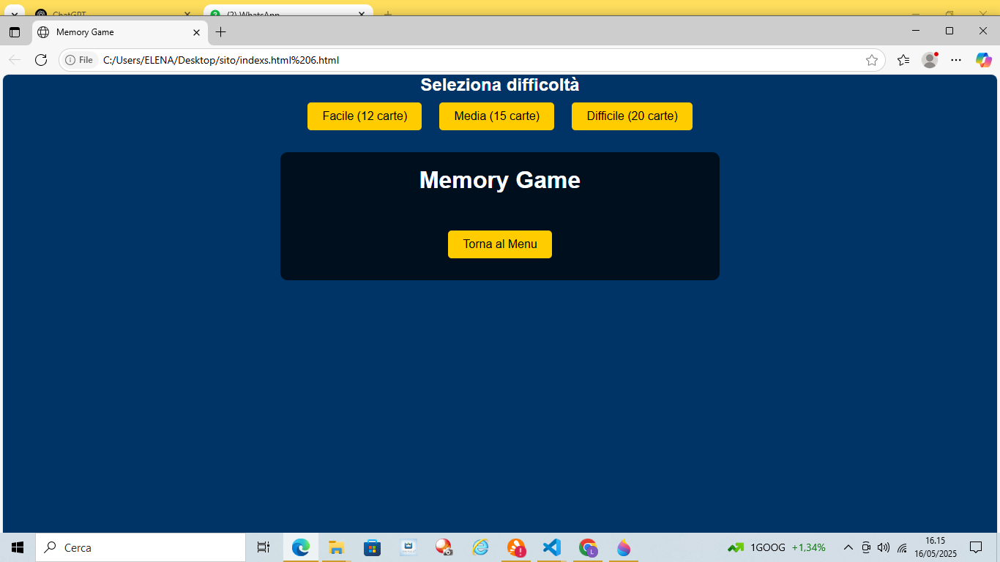 ChatGPT
(2) WhatsApp
Memory Game
File
C:/Users/ELENA/Desktop/sito/indexs.html%206.html
Seleziona difficoltà
Facile (12 carte)
Media (15 carte)
Difficile (20 carte)
Memory Game
Torna al Menu
Cerca
1GOOG +1,34%
16.15
16/05/2025